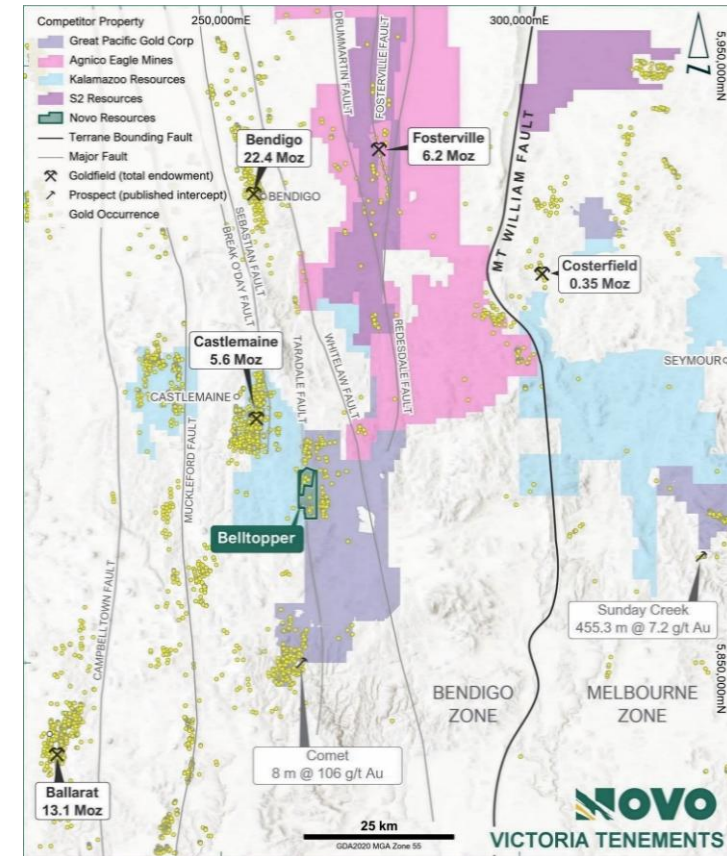 Competitor Property
Great Pacific Gold Corp
Agnico Eagle Mines
Kalamazoo Resources
S2 Resources
Novo Resources
Terrane Bounding Fault
Major Fault
Goldfield (total endowment)
Prospect (published intercept)
Gold Occurrence
250,000mE
300,000mE
5,950,000mN
N
DRUMMARTIN FAULT
FOSTERVILLE FAULT
Bendigo
22.4 Moz
BENDIGO
Fosterville
6.2 Moz
MT WILLIAM FAULT
SEBASTIAN FAULT
BREAK O'DAY FAULT
Costerfield
0.35 Moz
Castlemaine
5.6 Moz
CASTLEMAINE
TARADALE FAULT
WHITELAW FAULT
REDESDALE FAULT
SEYMOUR
MUCKLEFORD FAULT
Belltopper
CAMPBELLTOWN FAULT
Sunday Creek
455.3 m @ 7.2 g/t Au
5,850,000mN
BENDIGO
ZONE
MELBOURNE
ZONE
Comet
8 m @ 106 g/t Au
Ballarat
13.1 Moz
25 km
GDA2020 MGA Zone 55
NOVO
VICTORIA TENEMENTS